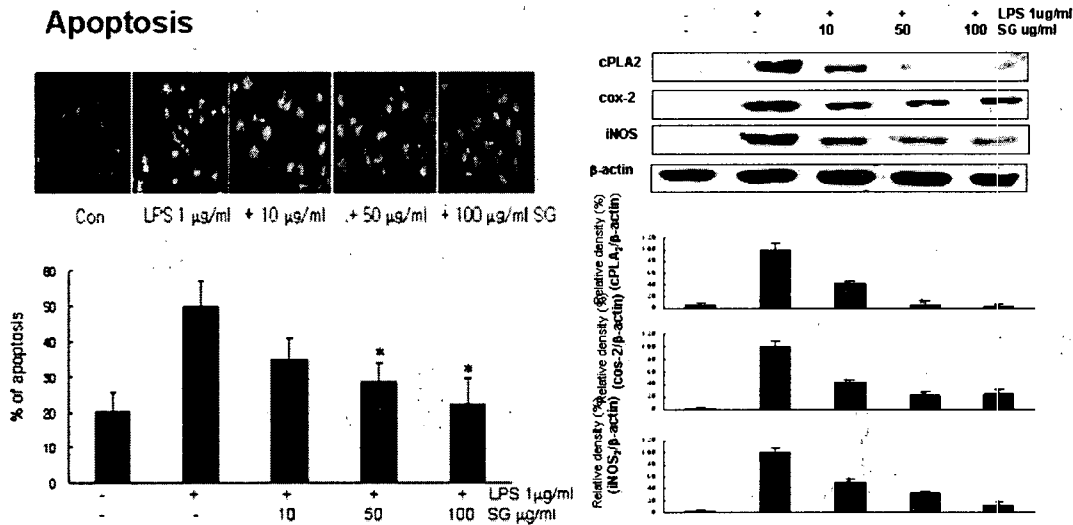 Apoptosis
Con LPS 1 µg/ml + 10 µg/ml + 50 µg/ml + 100 µg/ml SG
% of apoptosis
60
50
40
30
20
10
0
- + + + + LPS 1µg/ml
- - 10 50 100 SG µg/ml
* *
- + + + + LPS 1ug/ml
- - 10 50 100 SG ug/ml
cPLA2
cox-2
iNOS
β-actin
Relative density (%)
(cPLA₂/β-actin)
Relative density (%)
(cos-2/β-actin)
Relative density (%)
(iNOS₂/β-actin)